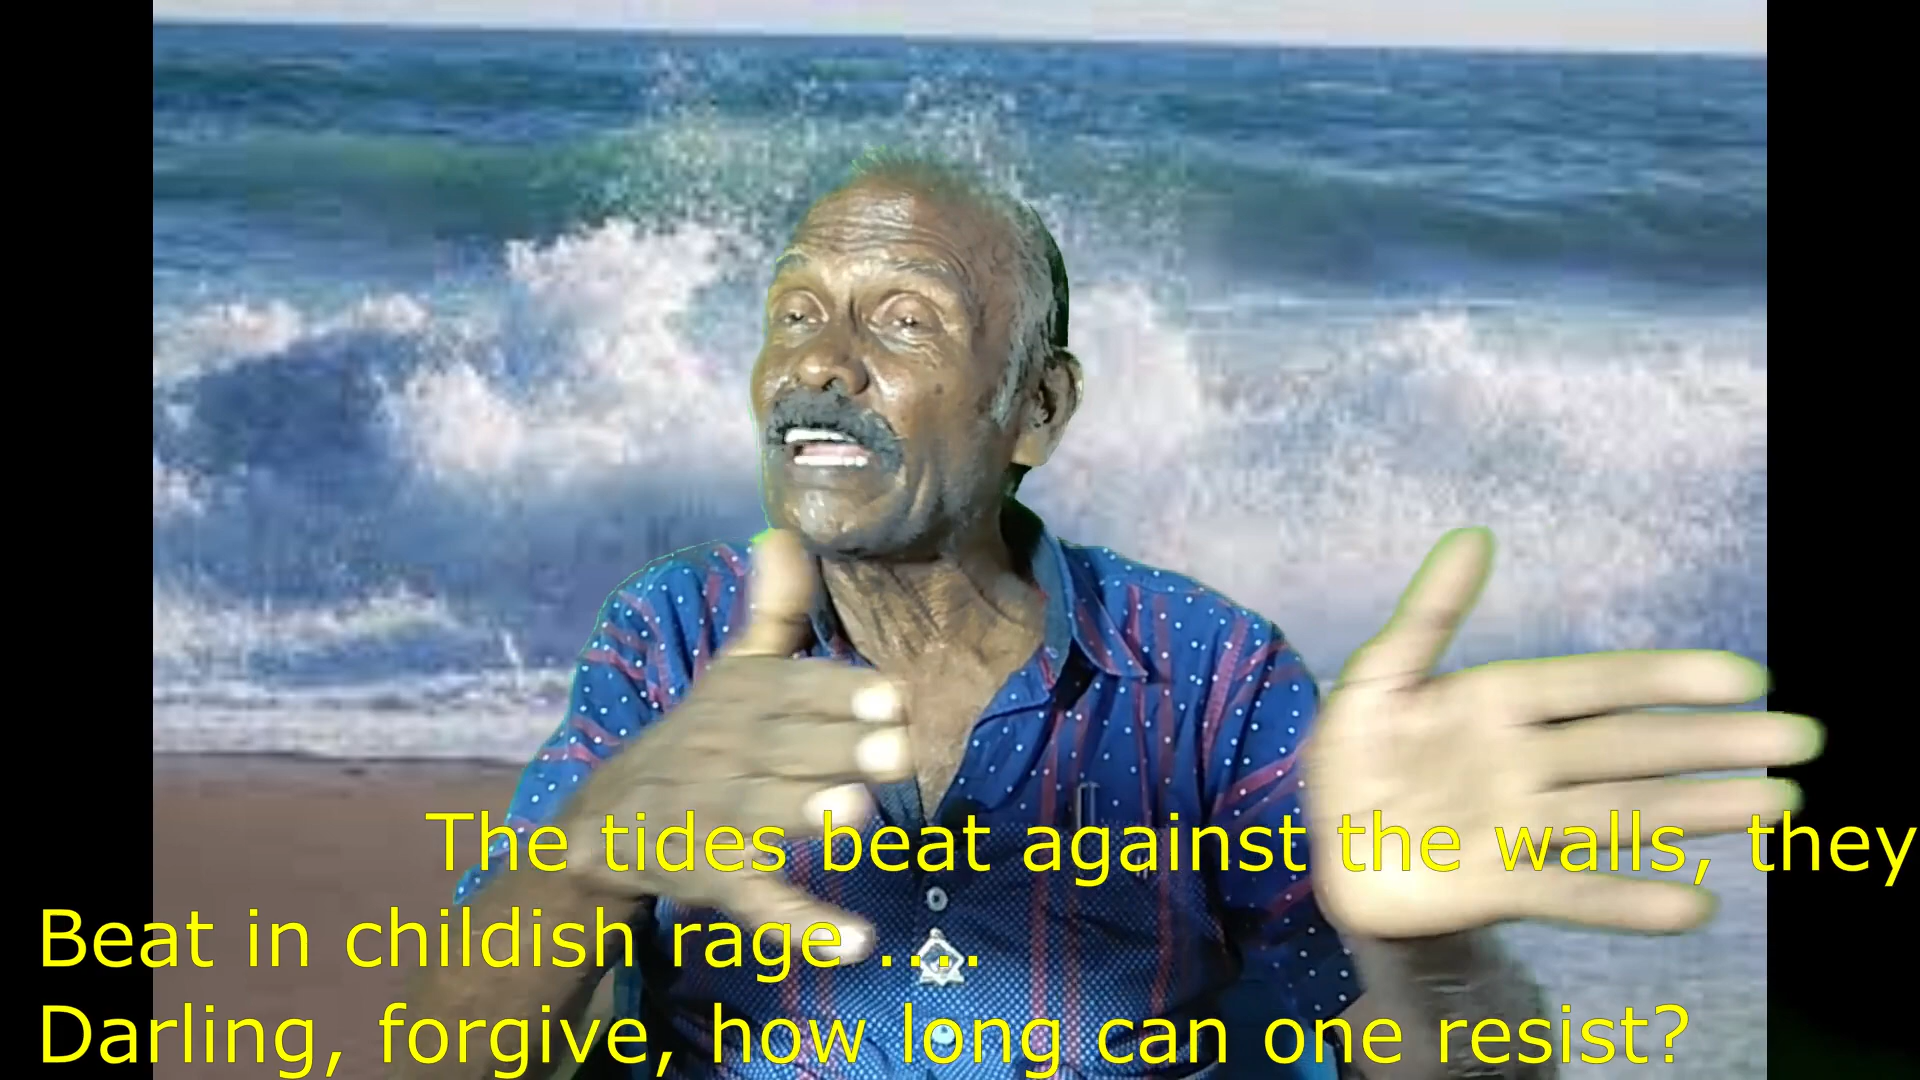 The tides beat against the walls, they
Beat in childish rage ....
Darling, forgive, how long can one resist?